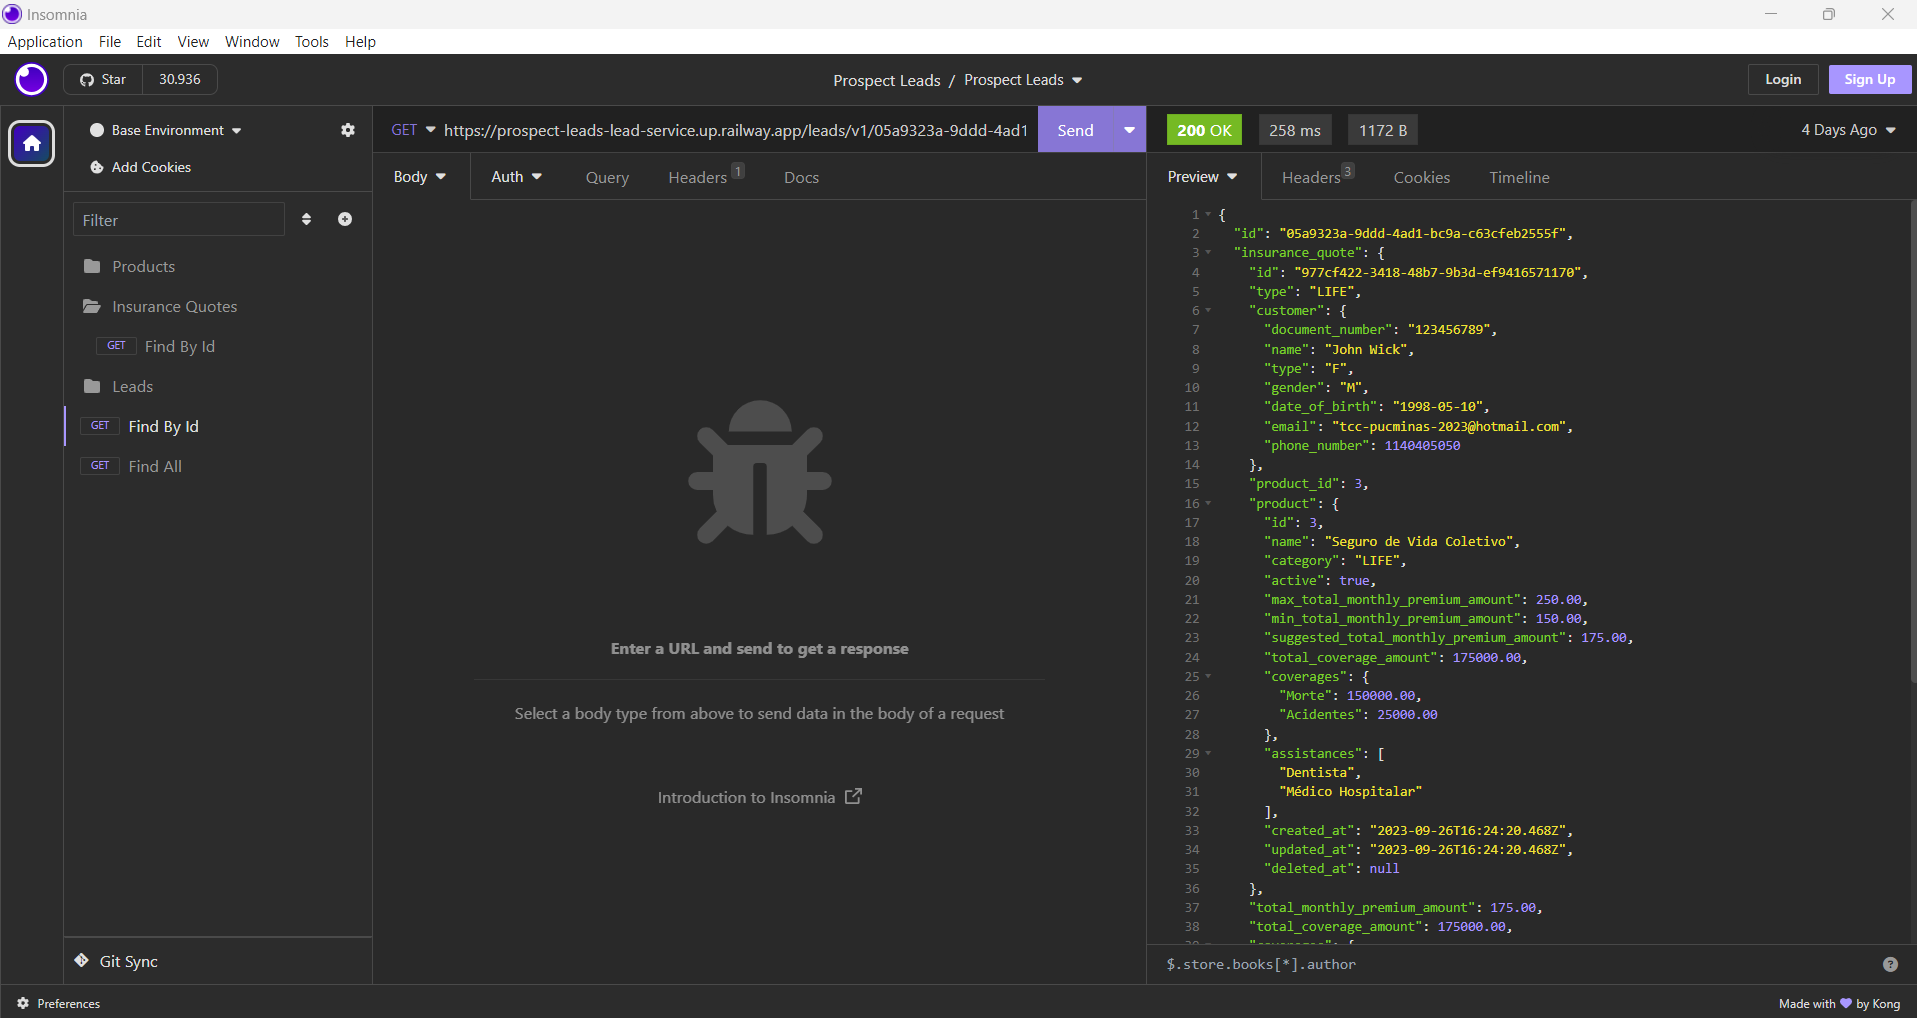 Insomnia
Application File Edit View Window Tools Help
Star 30.936
Prospect Leads / Prospect Leads
Login Sign Up
Base Environment
Add Cookies
Filter
Products
Insurance Quotes
GET Find By Id
Leads
GET Find By Id
GET Find All
Git Sync
Preferences
GET https://prospect-leads-lead-service.up.railway.app/leads/v1/05a9323a-9ddd-4ad1
Send
Body Auth Query Headers 1 Docs
Enter a URL and send to get a response
Select a body type from above to send data in the body of a request
Introduction to Insomnia
200 OK 258 ms 1172 B 4 Days Ago
Preview Headers 3 Cookies Timeline
1 {
2 "id": "05a9323a-9ddd-4ad1-bc9a-c63cfeb2555f",
3 "insurance_quote": {
4 "id": "977cf422-3418-48b7-9b3d-ef9416571170",
5 "type": "LIFE",
6 "customer": {
7 "document_number": "123456789",
8 "name": "John Wick",
9 "type": "F",
10 "gender": "M",
11 "date_of_birth": "1998-05-10",
12 "email": "tcc-pucminas-2023@hotmail.com",
13 "phone_number": 1140405050
14 },
15 "product_id": 3,
16 "product": {
17 "id": 3,
18 "name": "Seguro de Vida Coletivo",
19 "category": "LIFE",
20 "active": true,
21 "max_total_monthly_premium_amount": 250.00,
22 "min_total_monthly_premium_amount": 150.00,
23 "suggested_total_monthly_premium_amount": 175.00,
24 "total_coverage_amount": 175000.00,
25 "coverages": {
26 "Morte": 150000.00,
27 "Acidentes": 25000.00
28 },
29 "assistances": [
30 "Dentista",
31 "Médico Hospitalar"
32 ],
33 "created_at": "2023-09-26T16:24:20.468Z",
34 "updated_at": "2023-09-26T16:24:20.468Z",
35 "deleted_at": null
36 },
37 "total_monthly_premium_amount": 175.00,
38 "total_coverage_amount": 175000.00,
$.store.books[*].author
Made with by Kong